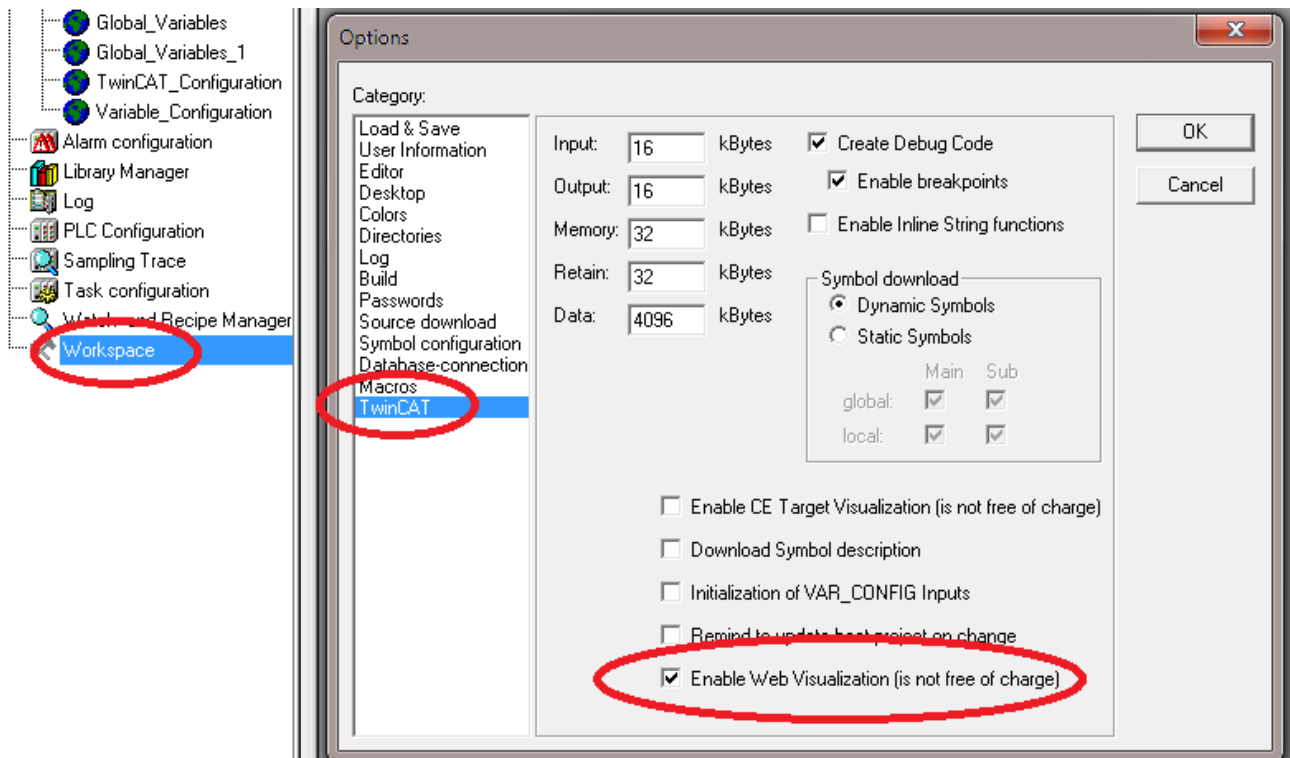 Global_Variables
Global_Variables_1
TwinCAT_Configuration
Variable_Configuration
Alarm configuration
Library Manager
Log
PLC Configuration
Sampling Trace
Task configuration
Watch- and Recipe Manager
Workspace
Options
X
Category:
Load & Save
User Information
Editor
Desktop
Colors
Directories
Log
Build
Passwords
Source download
Symbol configuration
Database-connection
Macros
TwinCAT
Input: 16 kBytes
Output: 16 kBytes
Memory: 32 kBytes
Retain: 32 kBytes
Data: 4096 kBytes
Create Debug Code
Enable breakpoints
Enable Inline String functions
Symbol download
Dynamic Symbols
Static Symbols
Main Sub
global:
local:
Enable CE Target Visualization (is not free of charge)
Download Symbol description
Initialization of VAR_CONFIG Inputs
Remind to update boot project on change
Enable Web Visualization (is not free of charge)
OK
Cancel